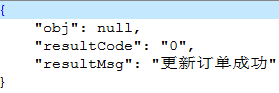 {
"obj": null,
"resultCode": "0",
"resultMsg": "更新订单成功"
}